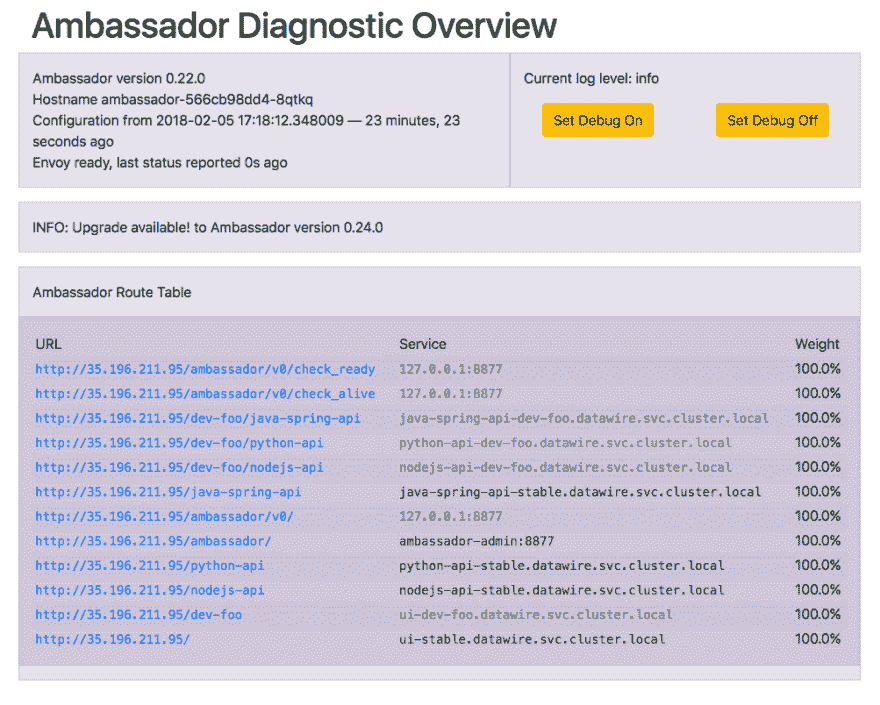 Ambassador Diagnostic Overview
Ambassador version 0.22.0
Hostname ambassador-566cb98dd4-8qtkq
Configuration from 2018-02-05 17:18:12.348009 — 23 minutes, 23
seconds ago
Envoy ready, last status reported 0s ago
Current log level: info
Set Debug On
Set Debug Off
INFO: Upgrade available! to Ambassador version 0.24.0
Ambassador Route Table
URL Service Weight
http://35.196.211.95/ambassador/v0/check_ready 127.0.0.1:8877 100.0%
http://35.196.211.95/ambassador/v0/check_alive 127.0.0.1:8877 100.0%
http://35.196.211.95/dev-foo/java-spring-api java-spring-api-dev-foo.datawire.svc.cluster.local 100.0%
http://35.196.211.95/dev-foo/python-api python-api-dev-foo.datawire.svc.cluster.local 100.0%
http://35.196.211.95/dev-foo/nodejs-api nodejs-api-dev-foo.datawire.svc.cluster.local 100.0%
http://35.196.211.95/java-spring-api java-spring-api-stable.datawire.svc.cluster.local 100.0%
http://35.196.211.95/ambassador/v0/ 127.0.0.1:8877 100.0%
http://35.196.211.95/ambassador/ ambassador-admin:8877 100.0%
http://35.196.211.95/python-api python-api-stable.datawire.svc.cluster.local 100.0%
http://35.196.211.95/nodejs-api nodejs-api-stable.datawire.svc.cluster.local 100.0%
http://35.196.211.95/dev-foo ui-dev-foo.datawire.svc.cluster.local 100.0%
http://35.196.211.95/ ui-stable.datawire.svc.cluster.local 100.0%